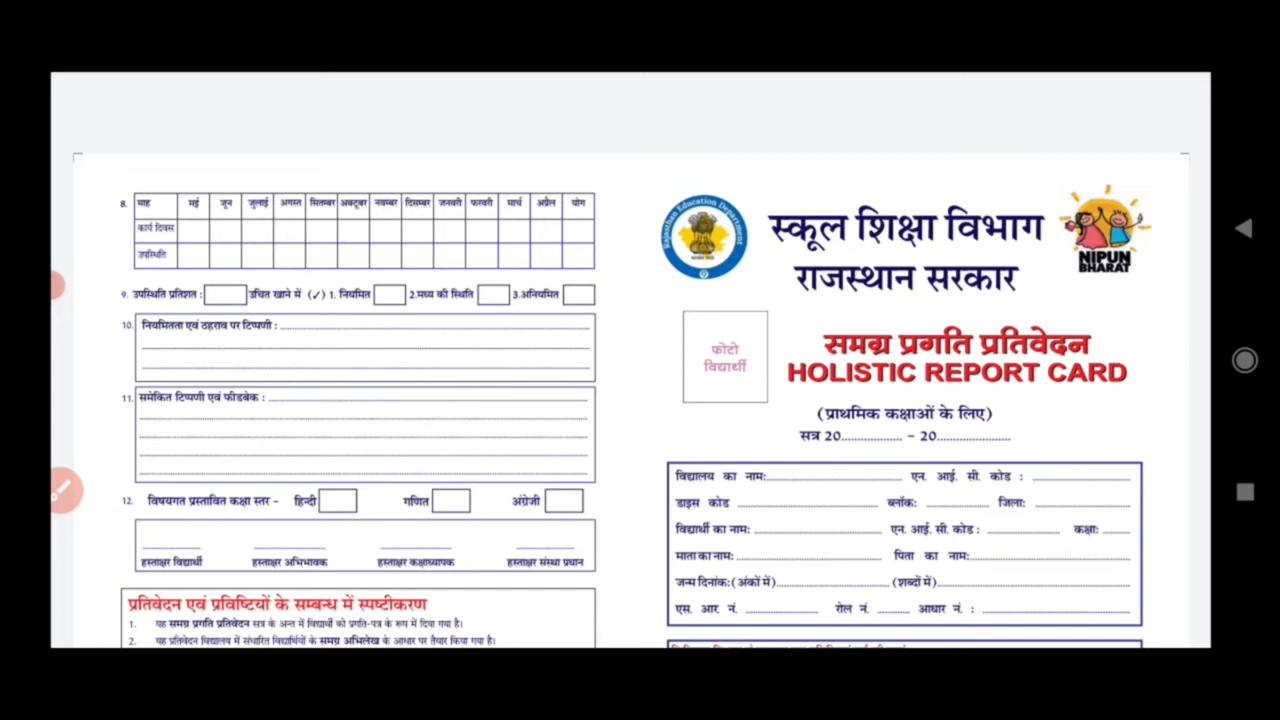 8. माह मई जून जुलाई अगस्त सितम्बर अक्टूबर नवम्बर दिसम्बर जनवरी फरवरी मार्च अप्रैल योग
कार्य दिवस
उपस्थिति
9. उपस्थिति प्रतिशत : उचित खाने में (✓) 1. नियमित 2.मध्य की स्थिति 3.अनियमित
10. नियमितता एवं ठहराव पर टिप्पणी :
11. समेकित टिप्पणी एवं फीडबेक :
12. विषयगत प्रस्तावित कक्षा स्तर - हिन्दी गणित अंग्रेजी
हस्ताक्षर विद्यार्थी हस्ताक्षर अभिभावक हस्ताक्षर कक्षाध्यापक हस्ताक्षर संस्था प्रधान
प्रतिवेदन एवं प्रविष्टियों के सम्बन्ध में स्पष्टीकरण
1. यह समग्र प्रगति प्रतिवेदन सत्र के अन्त में विद्यार्थी को प्रगति-पत्र के रूप में दिया गया है।
2. यह प्रतिवेदन विद्यालय में संधारित विद्यार्थियों के समग्र अभिलेख के आधार पर तैयार किया गया है।
Rajasthan Education Department
स्कूल शिक्षा विभाग
राजस्थान सरकार
NIPUN
BHARAT
फोटो
विद्यार्थी
समग्र प्रगति प्रतिवेदन
HOLISTIC REPORT CARD
(प्राथमिक कक्षाओं के लिए)
सत्र 20.................. - 20......................
विद्यालय का नाम: एन. आई. सी. कोड :
डाइस कोड ब्लॉक: जिला:
विद्यार्थी का नाम: एन. आई. सी. कोड : कक्षा:
माता का नाम: पिता का नाम:
जन्म दिनांक: (अंकों में) (शब्दों में)
एस. आर नं. रोल नं. आधार नं. :